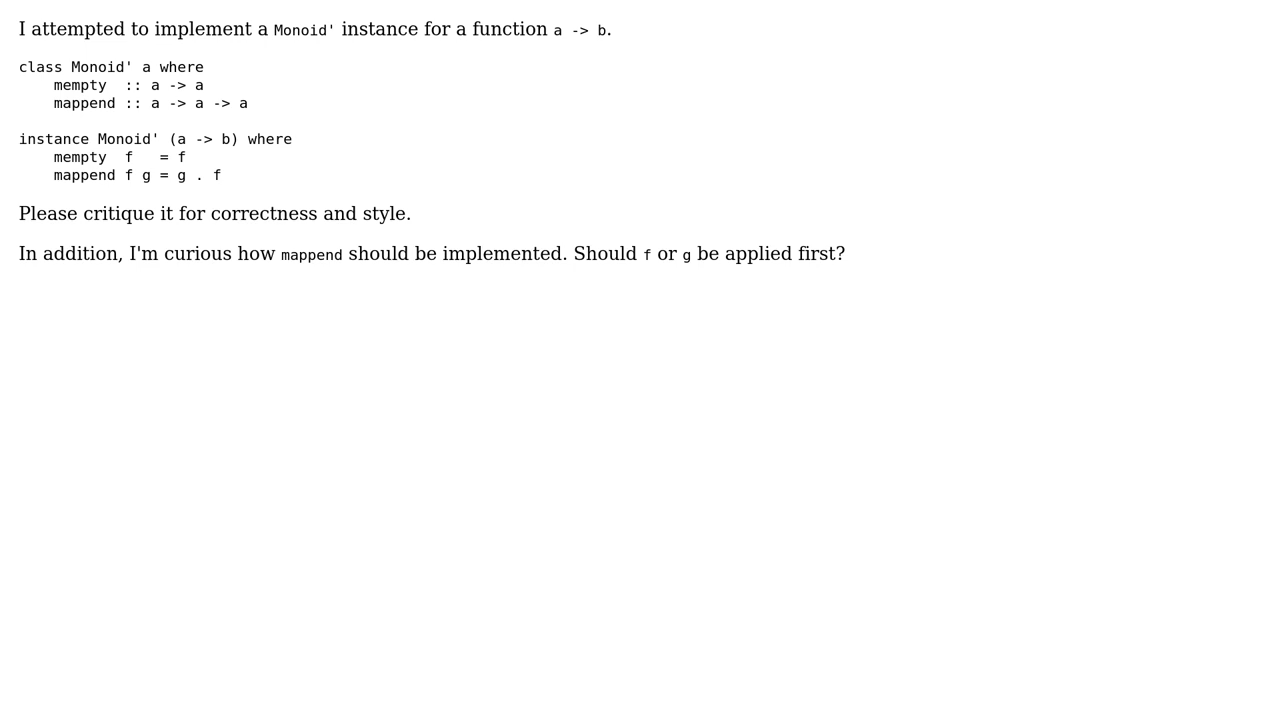 I attempted to implement a Monoid' instance for a function a -> b.
class Monoid' a where
    mempty  :: a -> a
    mappend :: a -> a -> a
instance Monoid' (a -> b) where
    mempty  f   = f
    mappend f g = g . f
Please critique it for correctness and style.
In addition, I'm curious how mappend should be implemented. Should f or g be applied first?